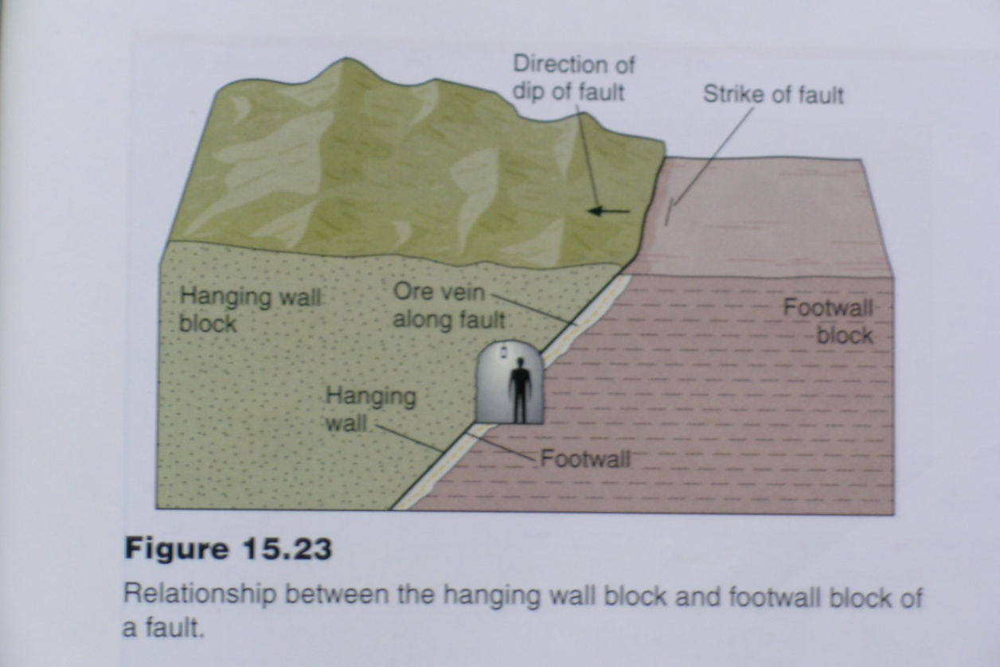 Direction of
dip of fault
Strike of fault
Hanging wall
block
Ore vein
along fault
Footwall
block
Hanging
wall
Footwall
Figure 15.23
Relationship between the hanging wall block and footwall block of
a fault.